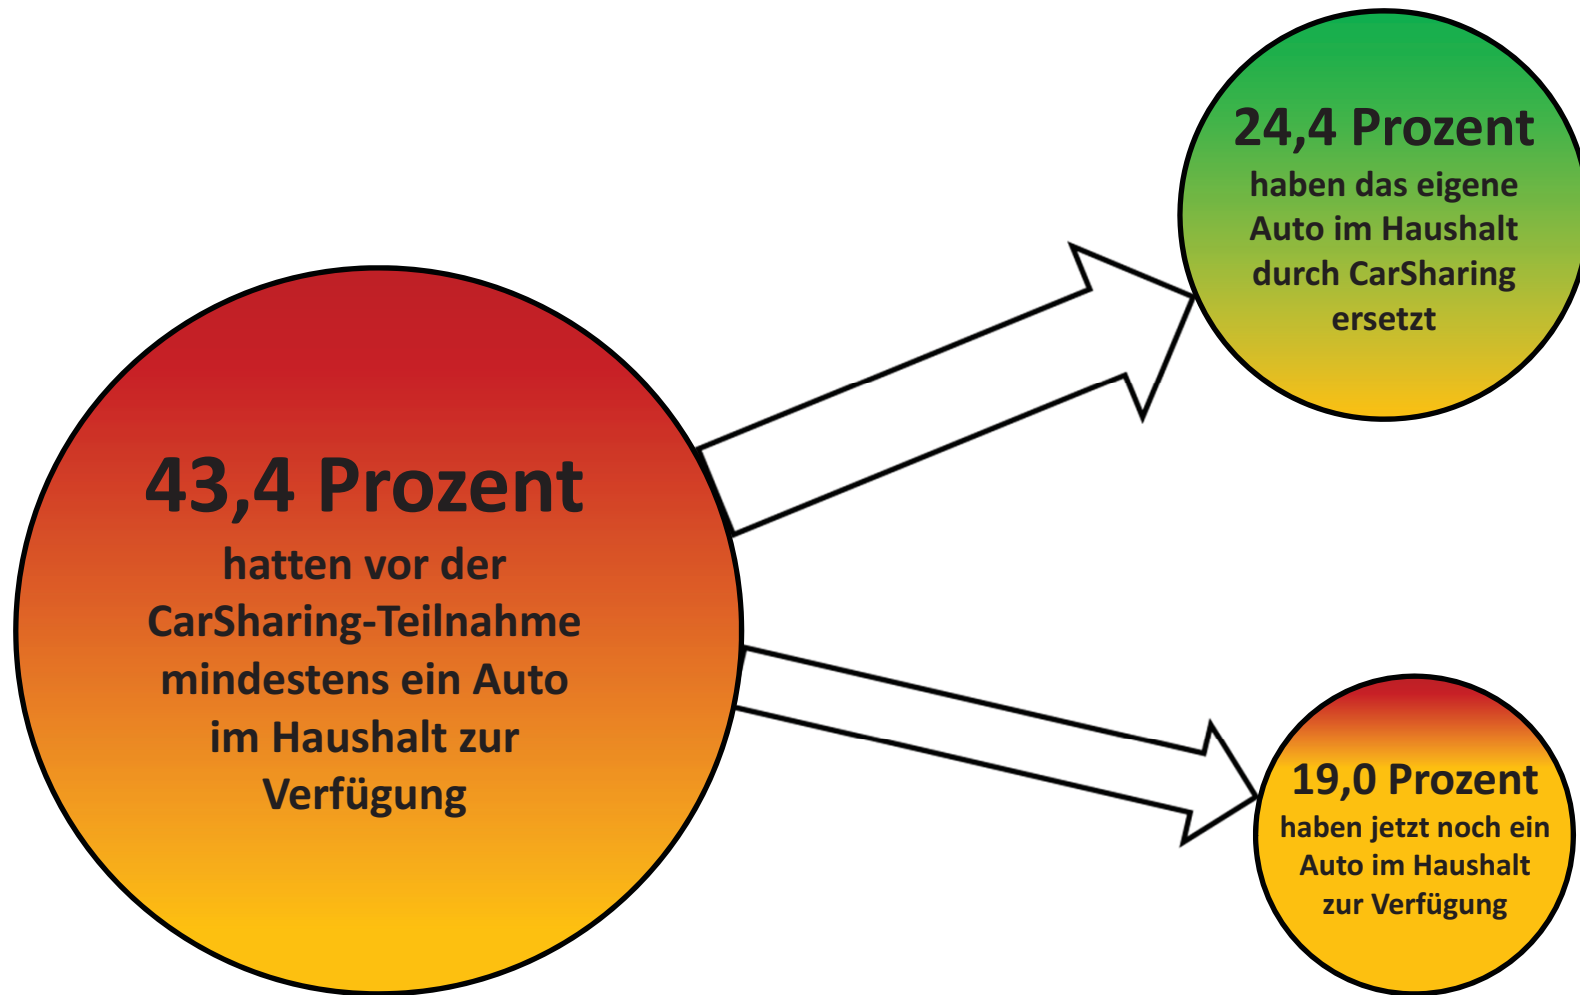 24,4 Prozent
haben das eigene
Auto im Haushalt
durch CarSharing
ersetzt
43,4 Prozent
hatten vor der
CarSharing-Teilnahme
mindestens ein Auto
im Haushalt zur
Verfügung
19,0 Prozent
haben jetzt noch ein
Auto im Haushalt
zur Verfügung